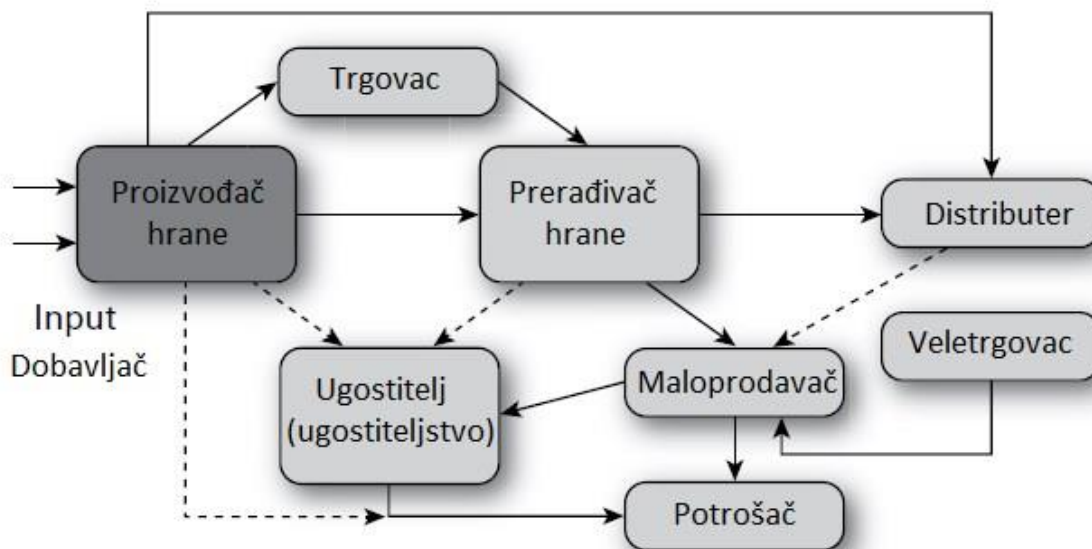 Trgovac
Proizvođač
hrane
Prerađivač
hrane
Distributer
Input
Dobavljač
Veletrgovac
Ugostitelj
(ugostiteljstvo)
Maloprodavač
Potrošač